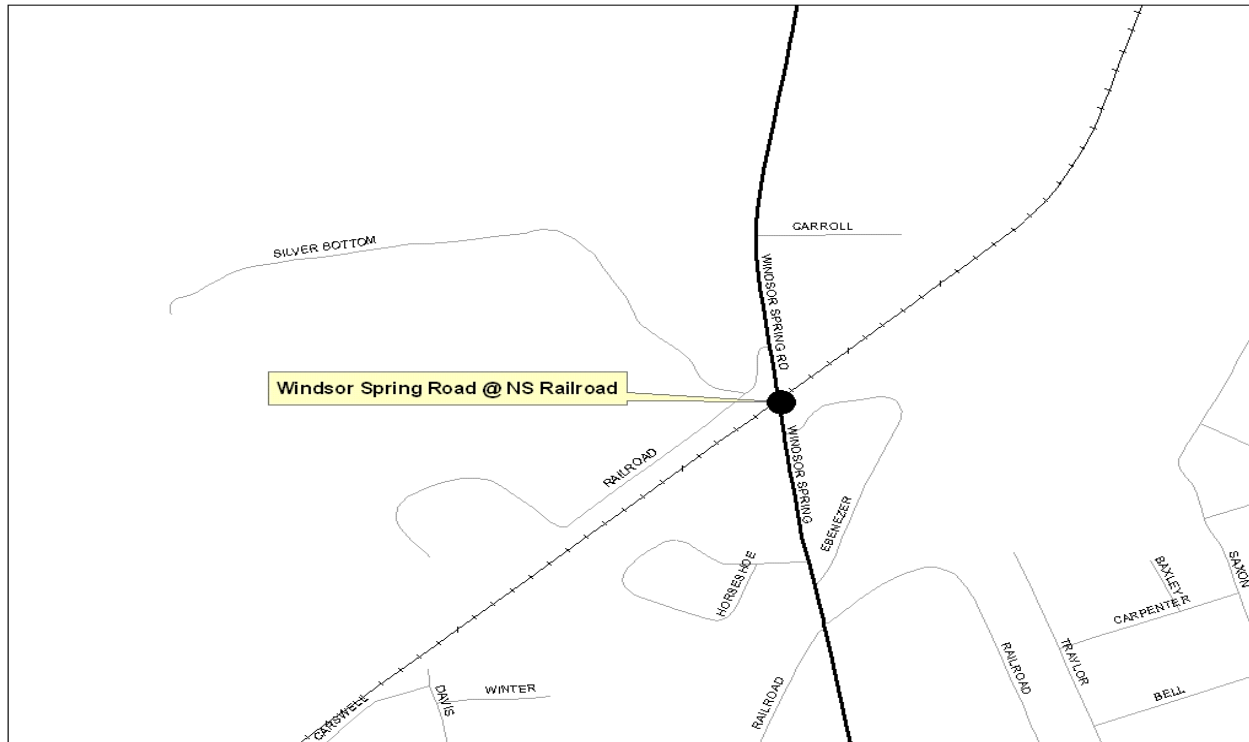 CARROLL
SILVER BOTTOM
WINDSOR SPRING RD
Windsor Spring Road @ NS Railroad
WINDSOR SPRING
RAILROAD
EBENEZER
HORSESHOE
BAXLEY
SAXON
CARPENTER
RAILROAD
TRAYLOR
RAILROAD
WINTER
DAVIS
CARSWELL
BELL